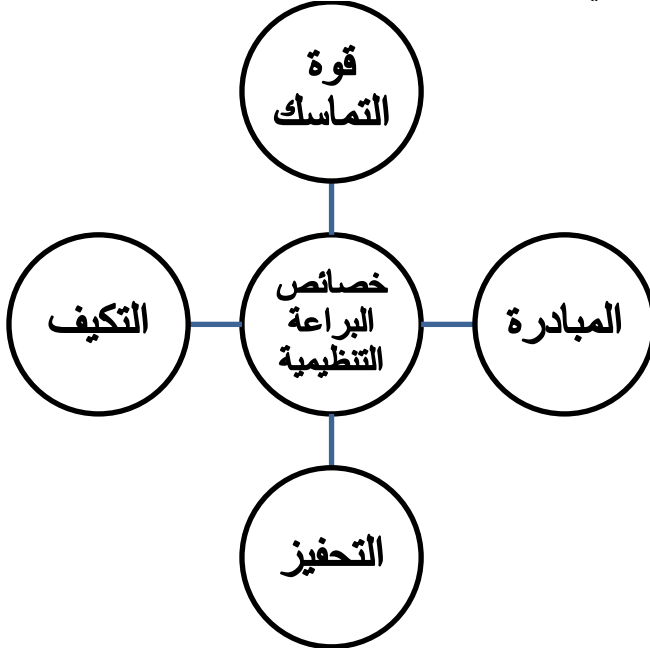 قوة
التماسك
المبادرة
خصائص
البراعة
التنظيمية
التكيف
التحفيز